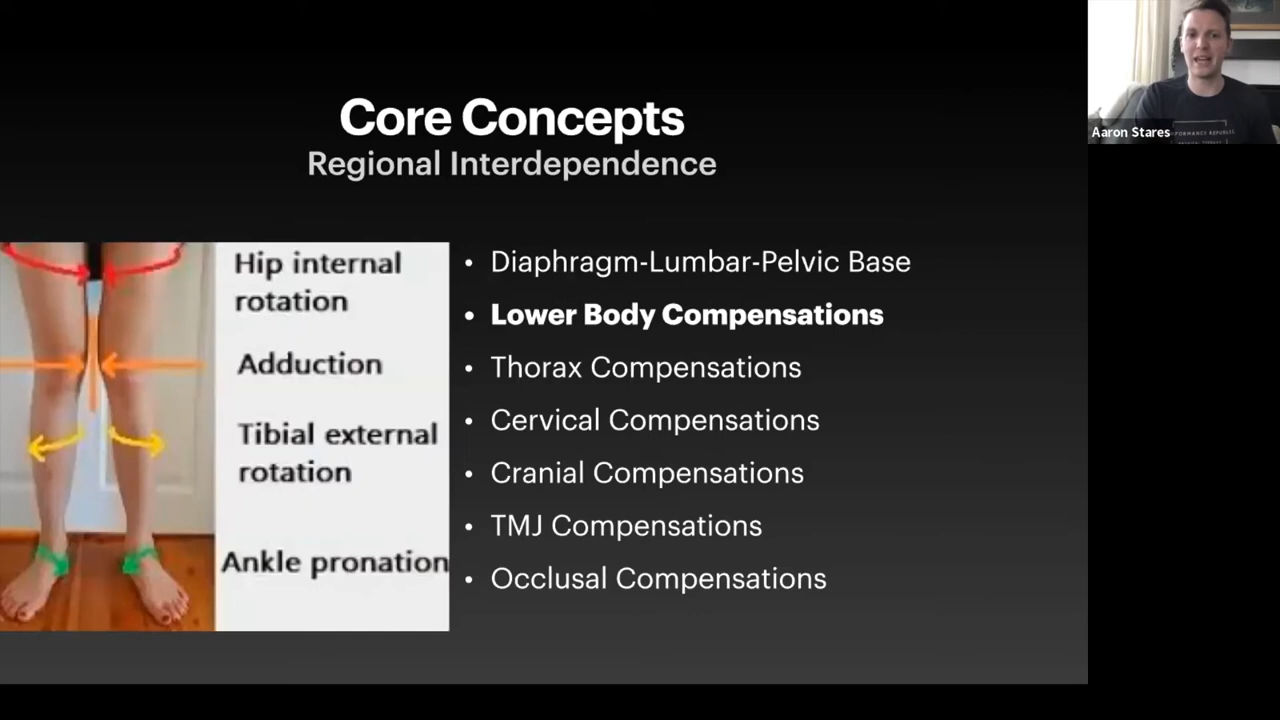 Core Concepts
Regional Interdependence
Hip internal
rotation
Adduction
Tibial external
rotation
Ankle pronation
• Diaphragm-Lumbar-Pelvic Base
• Lower Body Compensations
• Thorax Compensations
• Cervical Compensations
• Cranial Compensations
• TMJ Compensations
• Occlusal Compensations
Aaron Stares